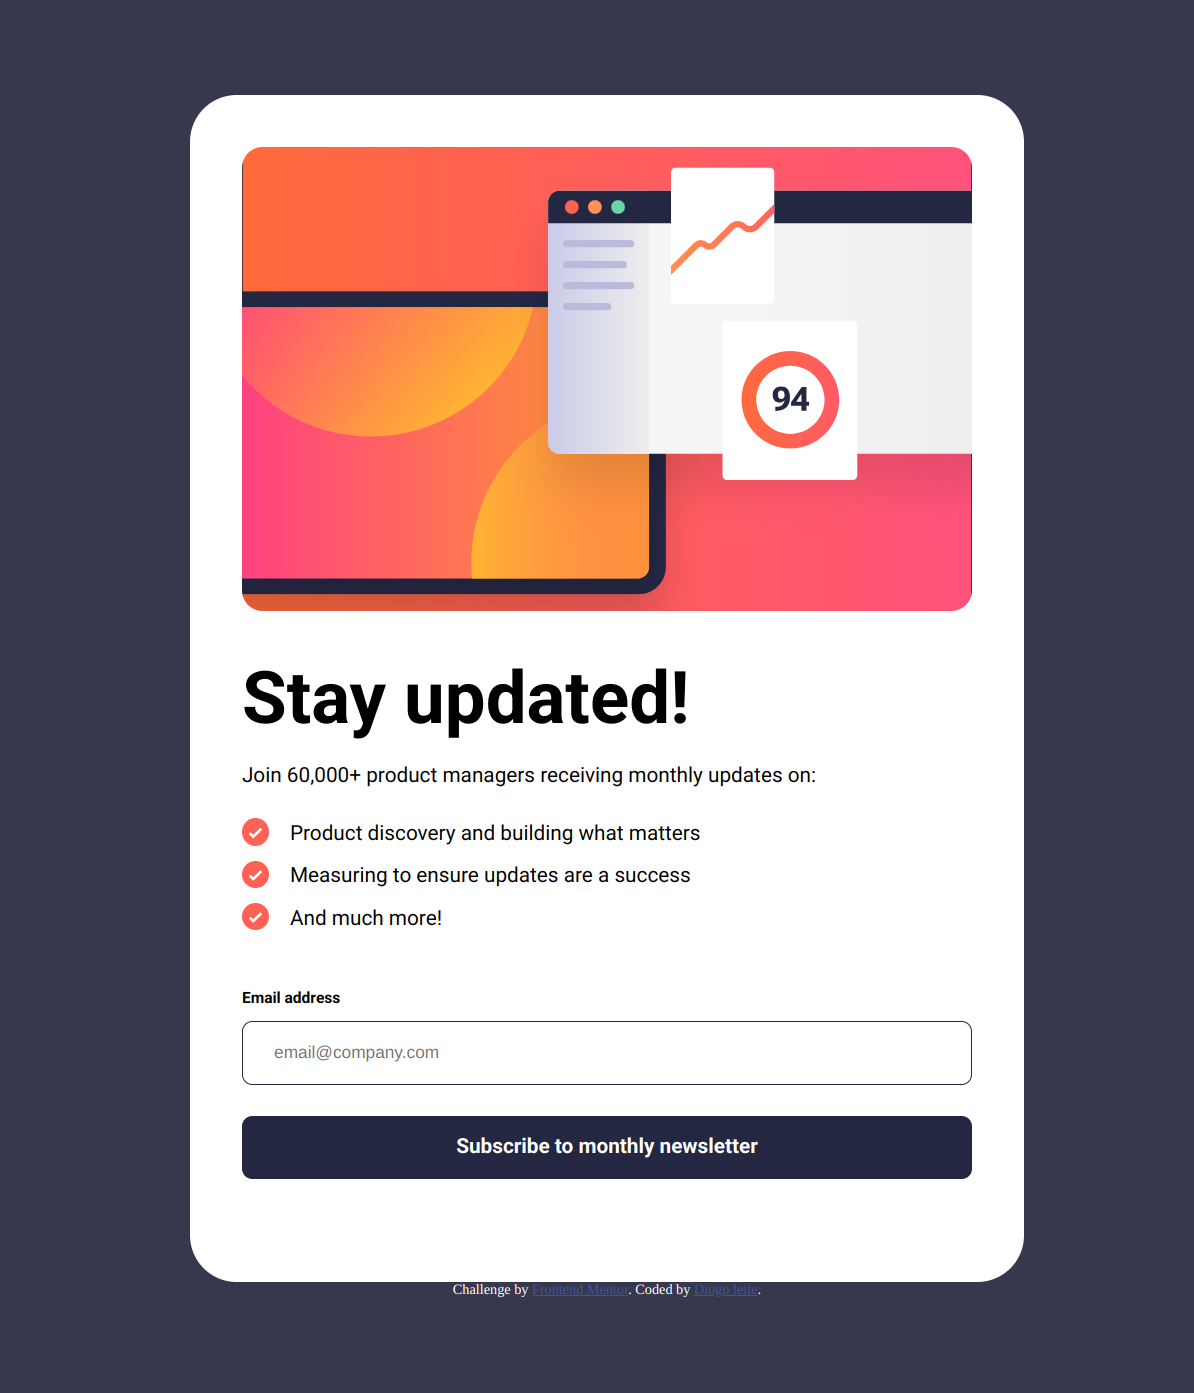 94
Stay updated!
Join 60,000+ product managers receiving monthly updates on:
Product discovery and building what matters
Measuring to ensure updates are a success
And much more!
Email address
email@company.com
Subscribe to monthly newsletter
Challenge by Frontend Mentor. Coded by Diogo leite.